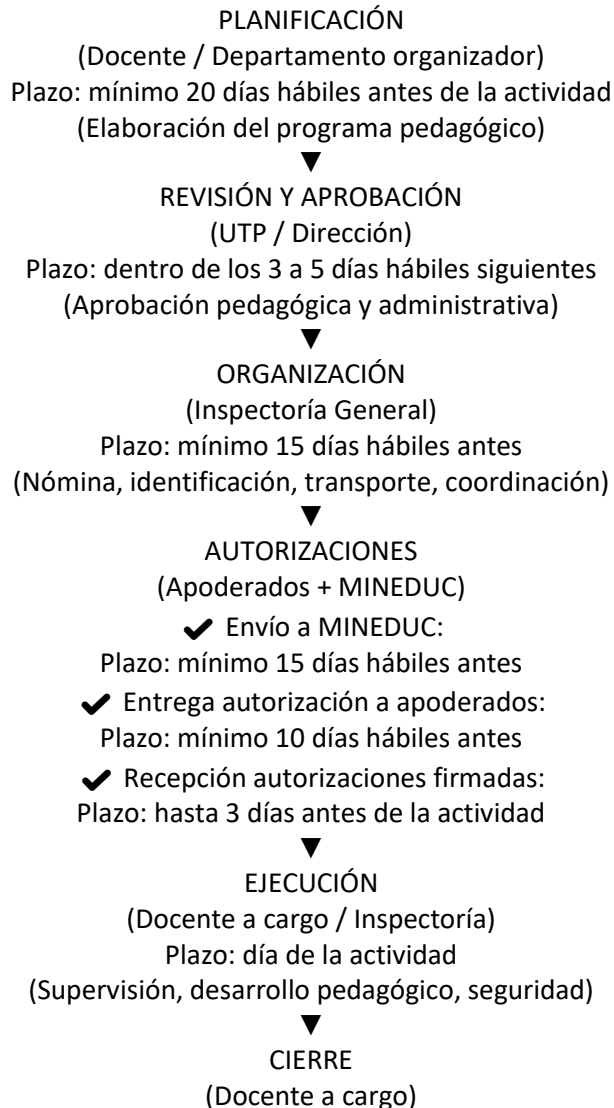 PLANIFICACIÓN
(Docente / Departamento organizador)
Plazo: mínimo 20 días hábiles antes de la actividad
(Elaboración del programa pedagógico)
▼
REVISIÓN Y APROBACIÓN
(UTP / Dirección)
Plazo: dentro de los 3 a 5 días hábiles siguientes
(Aprobación pedagógica y administrativa)
▼
ORGANIZACIÓN
(Inspectoría General)
Plazo: mínimo 15 días hábiles antes
(Nómina, identificación, transporte, coordinación)
▼
AUTORIZACIONES
(Apoderados + MINEDUC)
✔ Envío a MINEDUC:
Plazo: mínimo 15 días hábiles antes
✔ Entrega autorización a apoderados:
Plazo: mínimo 10 días hábiles antes
✔ Recepción autorizaciones firmadas:
Plazo: hasta 3 días antes de la actividad
▼
EJECUCIÓN
(Docente a cargo / Inspectoría)
Plazo: día de la actividad
(Supervisión, desarrollo pedagógico, seguridad)
▼
CIERRE
(Docente a cargo)